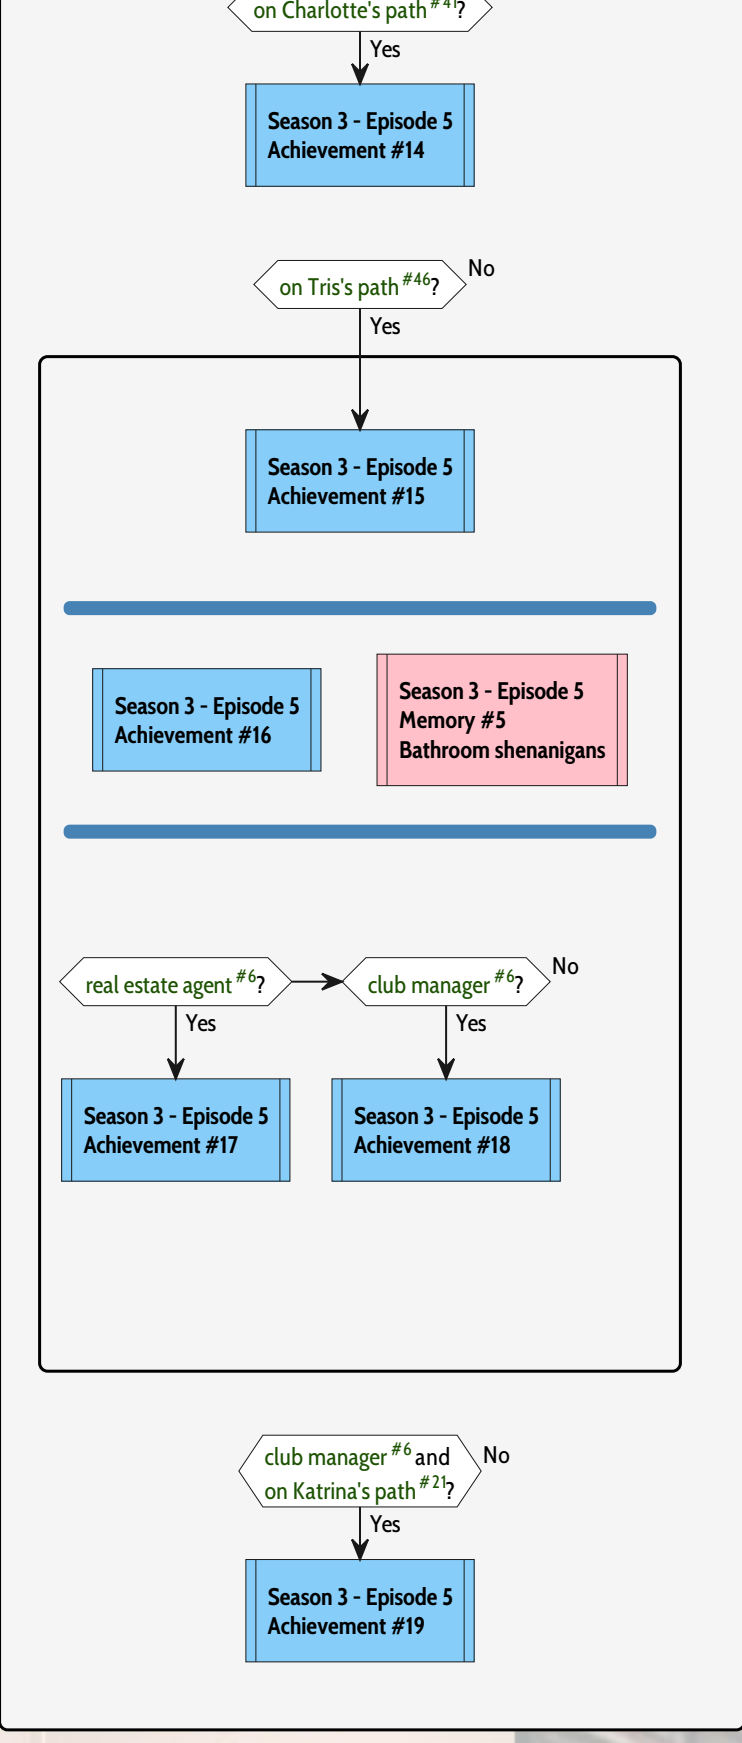 on Charlotte's path #41?
Yes
Season 3 - Episode 5
Achievement #14
on Tris's path #46?
No
Yes
Season 3 - Episode 5
Achievement #15
Season 3 - Episode 5
Achievement #16
Season 3 - Episode 5
Memory #5
Bathroom shenanigans
real estate agent #6?
club manager #6?
No
Yes
Yes
Season 3 - Episode 5
Achievement #17
Season 3 - Episode 5
Achievement #18
club manager #6 and
on Katrina's path #21?
No
Yes
Season 3 - Episode 5
Achievement #19